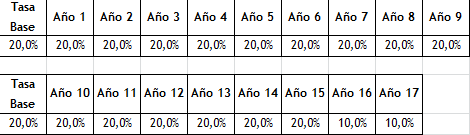 Tasa Base Año 1 Año 2 Año 3 Año 4 Año 5 Año 6 Año 7 Año 8 Año 9
20,0% 20,0% 20,0% 20,0% 20,0% 20,0% 20,0% 20,0% 20,0% 20,0%
Tasa Base Año 10 Año 11 Año 12 Año 13 Año 14 Año 15 Año 16 Año 17
20,0% 20,0% 20,0% 20,0% 20,0% 20,0% 20,0% 10,0% 10,0%